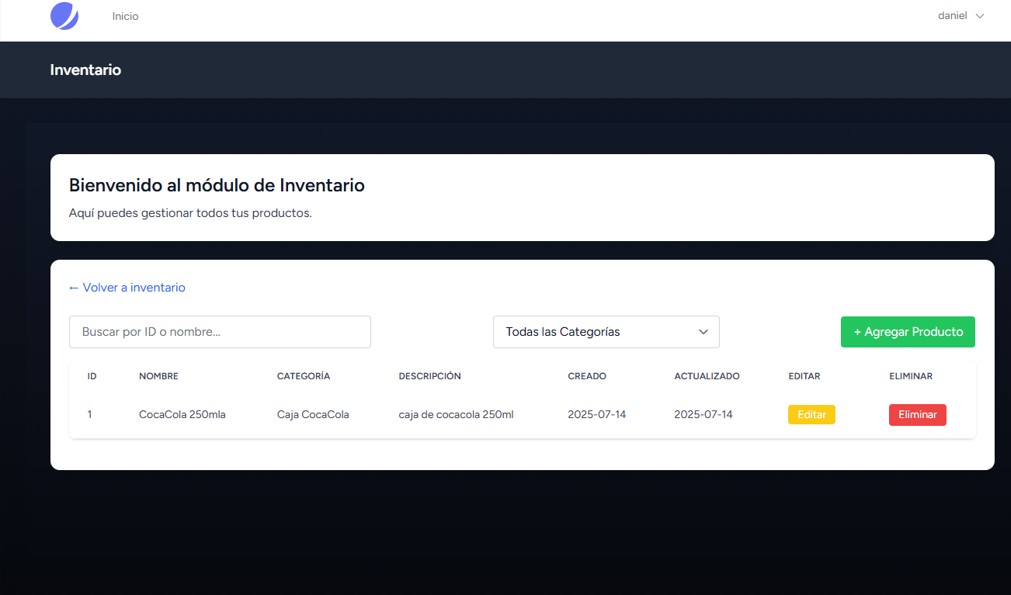 Inicio
daniel
Inventario
Bienvenido al módulo de Inventario
Aquí puedes gestionar todos tus productos.
← Volver a inventario
Buscar por ID o nombre... Todas las Categorías + Agregar Producto
ID NOMBRE CATEGORÍA DESCRIPCIÓN CREADO ACTUALIZADO EDITAR ELIMINAR
1 CocaCola 250mla Caja CocaCola caja de cocacola 250ml 2025-07-14 2025-07-14 Editar Eliminar